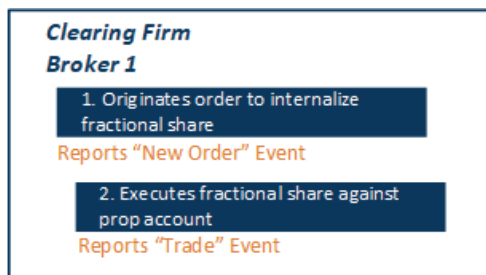 Clearing Firm
Broker 1
1. Originates order to internalize
fractional share
Reports “New Order” Event
2. Executes fractional share against
prop account
Reports “Trade” Event